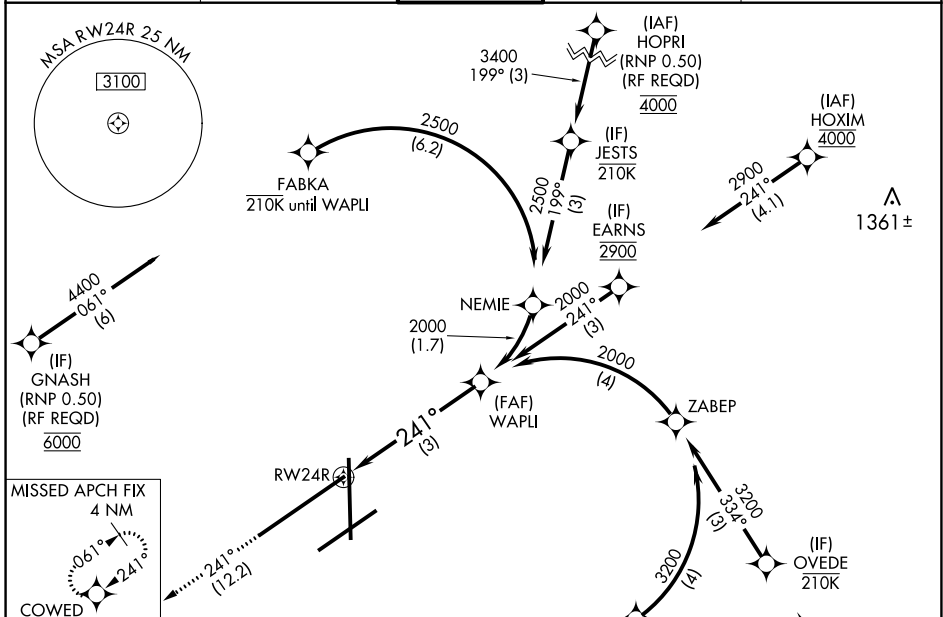 MSA RW24R 25 NM
3100
(IAF)
HOPRI
(RNP 0.50)
(RF REQD)
4000
3400
199° (3)
(IAF)
HOXIM
4000
2900
241°
(4.1)
1361±
2500
(6.2)
FABKA
210K until WAPLI
(IF)
JESTS
210K
2500
199°
(3)
(IF)
EARNS
2900
4400
061°
(6)
(IF)
GNASH
(RNP 0.50)
(RF REQD)
6000
NEMIE
2000
241°
(3)
2000
(1.7)
2000
(4)
(FAF)
WAPLI
ZABEP
241°
(3)
RW24R
3200
334°
(3)
(IF)
OVEDE
210K
3200
(4)
241°
(12.2)
MISSED APCH FIX
4 NM
061°
241°
COWED